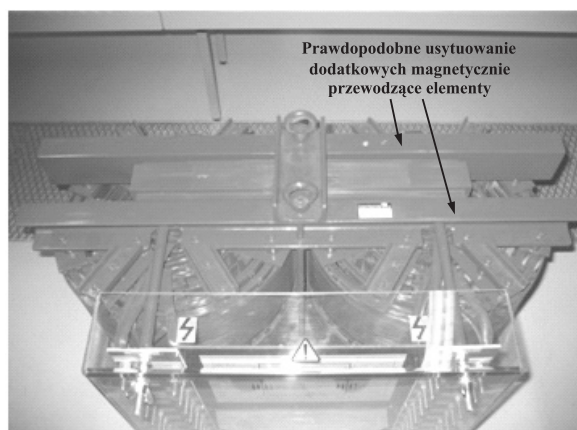 Prawdopodobne usytuowanie
dodatkowych magnetycznie
przewodzące elementy